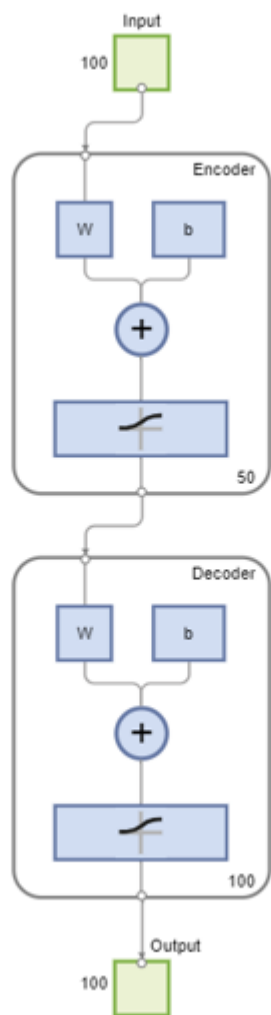 Input
100
Encoder
W b
+
50
Decoder
W b
+
100
Output
100